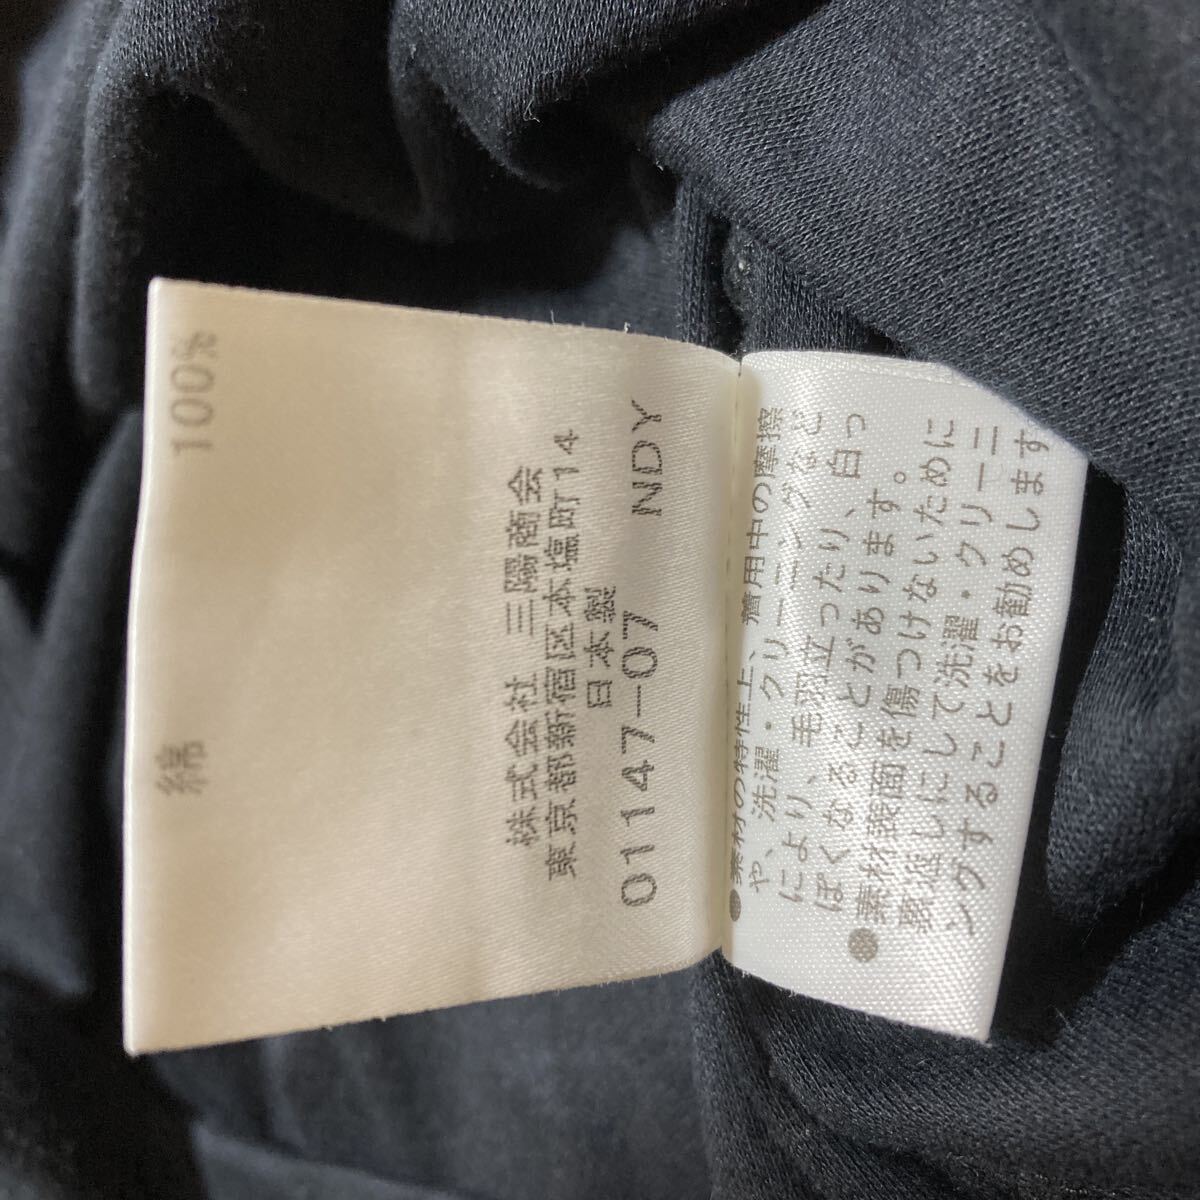 綿 100%
株式会社 三陽商会
東京都新宿区本塩町14
日本製
01147-07 NDY
●素材の特性上、着用中の摩擦
や、洗濯・クリーニングなど
により、毛羽立ったり、白っ
ぽくなることがあります。
●素材表面を傷つけないために
裏返しにして洗濯・クリーニ
ングすることをお勧めします